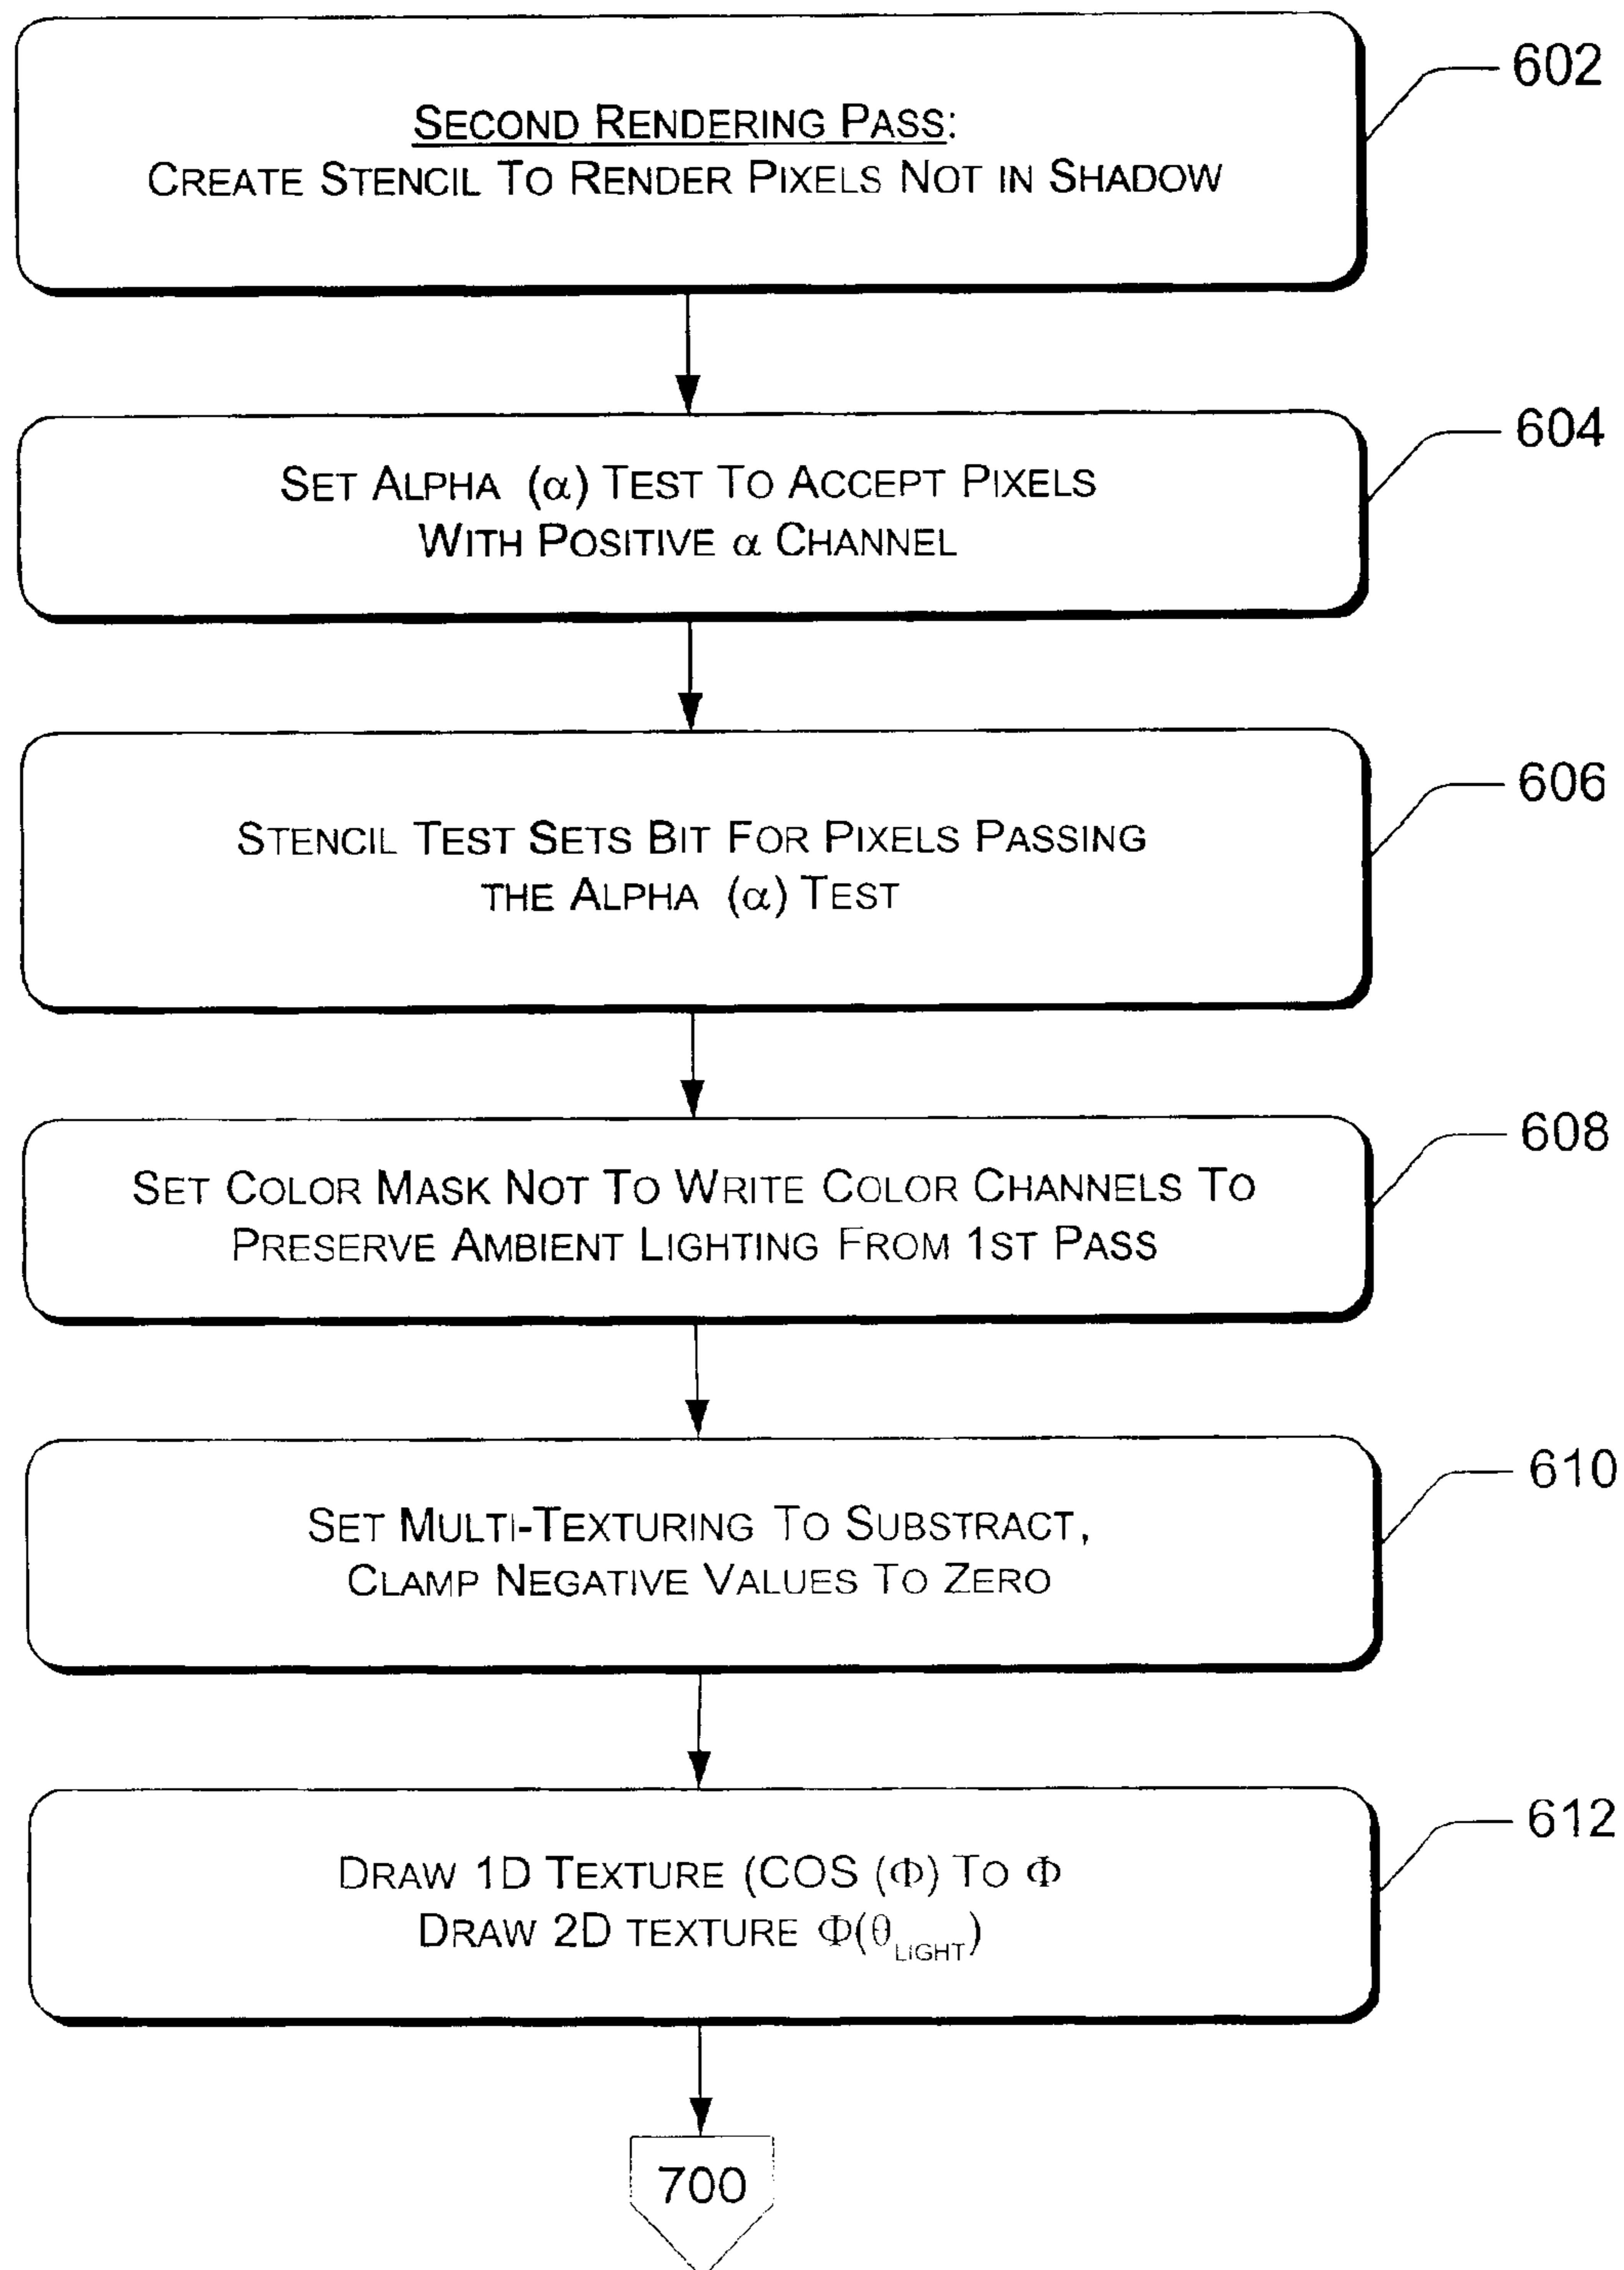 602
SECOND RENDERING PASS:
CREATE STENCIL TO RENDER PIXELS NOT IN SHADOW
604
SET ALPHA (α) TEST TO ACCEPT PIXELS
WITH POSITIVE α CHANNEL
606
STENCIL TEST SETS BIT FOR PIXELS PASSING
THE ALPHA (α) TEST
608
SET COLOR MASK NOT TO WRITE COLOR CHANNELS TO
PRESERVE AMBIENT LIGHTING FROM 1ST PASS
610
SET MULTI-TEXTURING TO SUBSTRACT,
CLAMP NEGATIVE VALUES TO ZERO
612
DRAW 1D TEXTURE (COS (Φ) TO Φ
DRAW 2D TEXTURE Φ(θLIGHT)
700